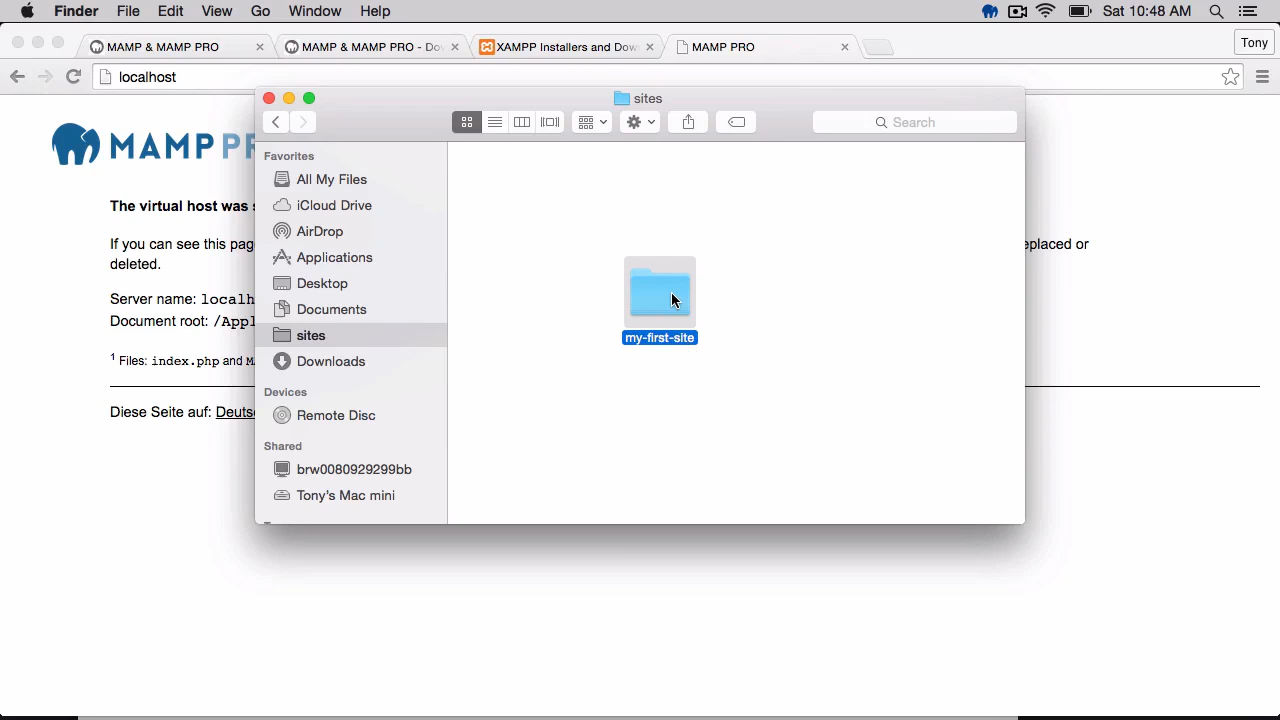 Finder File Edit View Go Window Help Sat 10:48 AM
MAMP & MAMP PRO MAMP & MAMP PRO - Do XAMPP Installers and Dow MAMP PRO Tony
localhost
sites
Search
MAMP PR
Favorites
All My Files
iCloud Drive
AirDrop
Applications
Desktop
Documents
sites
Downloads
Devices
Remote Disc
Shared
brw0080929299bb
Tony's Mac mini
my-first-site
The virtual host was
If you can see this pag eplaced or
deleted.
Server name: localh
Document root: /Appl
1 Files: index.php and M
Diese Seite auf: Deuts